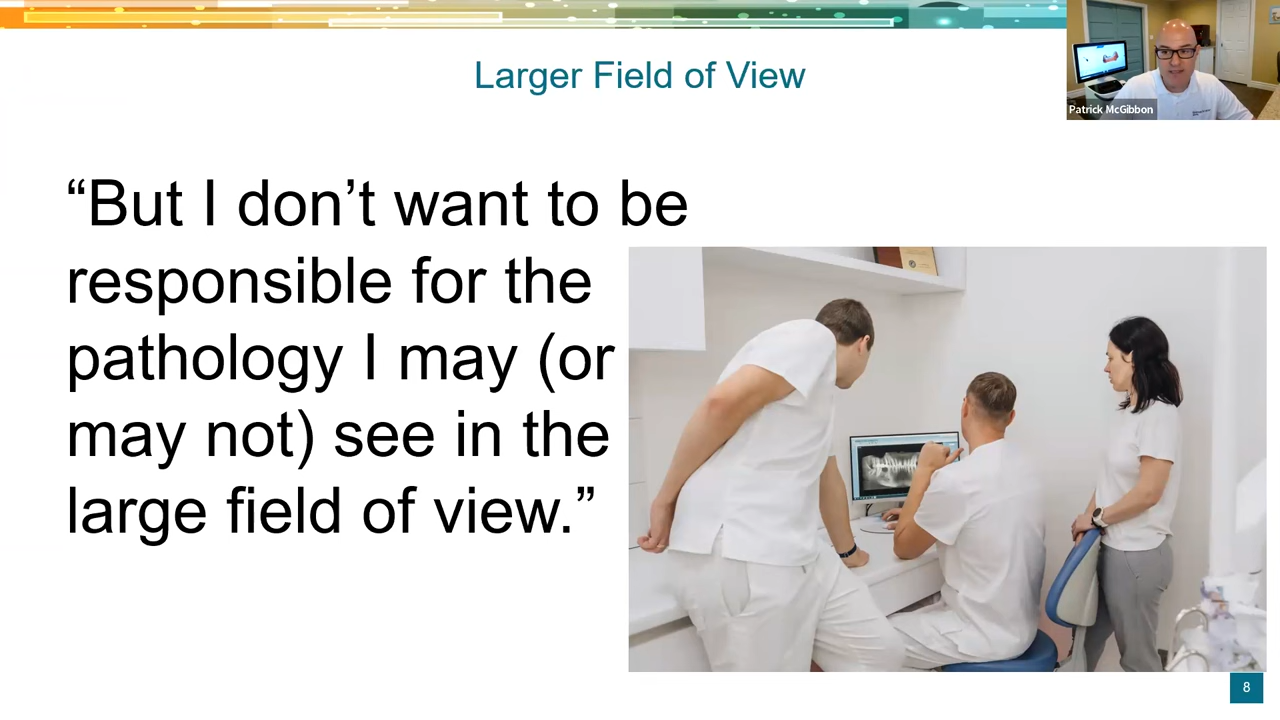 Larger Field of View
Patrick McGibbon
“But I don’t want to be
responsible for the
pathology I may (or
may not) see in the
large field of view.”
8